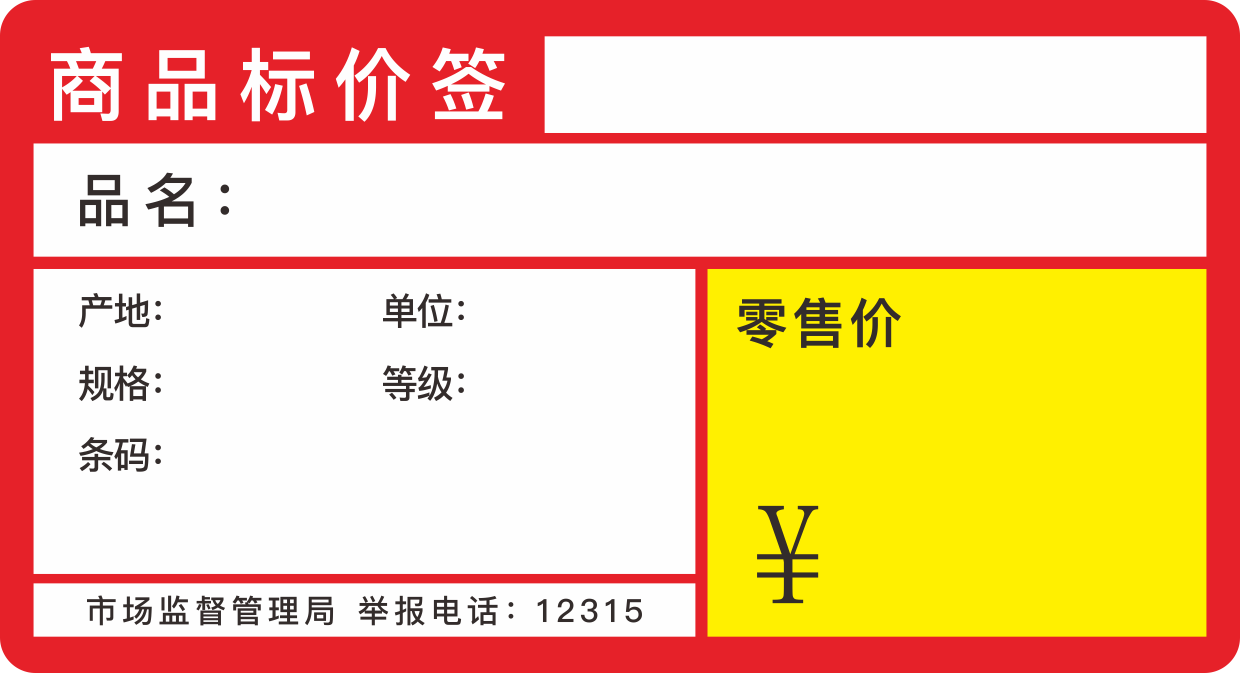 商品标价签
品名：
产地： 单位：
规格： 等级：
条码：
零售价
¥
市场监督管理局 举报电话：12315